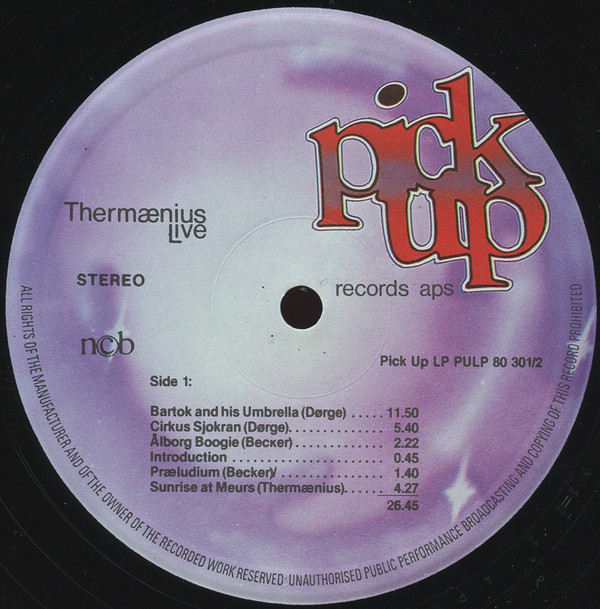 pick
up
records aps
Thermænius
Live
STEREO
n©b
Pick Up LP PULP 80 301/2
Side 1:
Bartok and his Umbrella (Dørge) ..... 11.50
Cirkus Sjokran (Dørge)................. 5.40
Ålborg Boogie (Becker) ................ 2.22
Introduction ............................ 0.45
Præludium (Becker)/ .................. 1.40
Sunrise at Meurs (Thermænius)....... 4.27
26.45
ALL RIGHTS OF THE MANUFACTURER AND OF THE OWNER OF THE RECORDED WORK RESERVED · UNAUTHORISED PUBLIC PERFORMANCE BROADCASTING AND COPYING OF THIS RECORD PROHIBITED